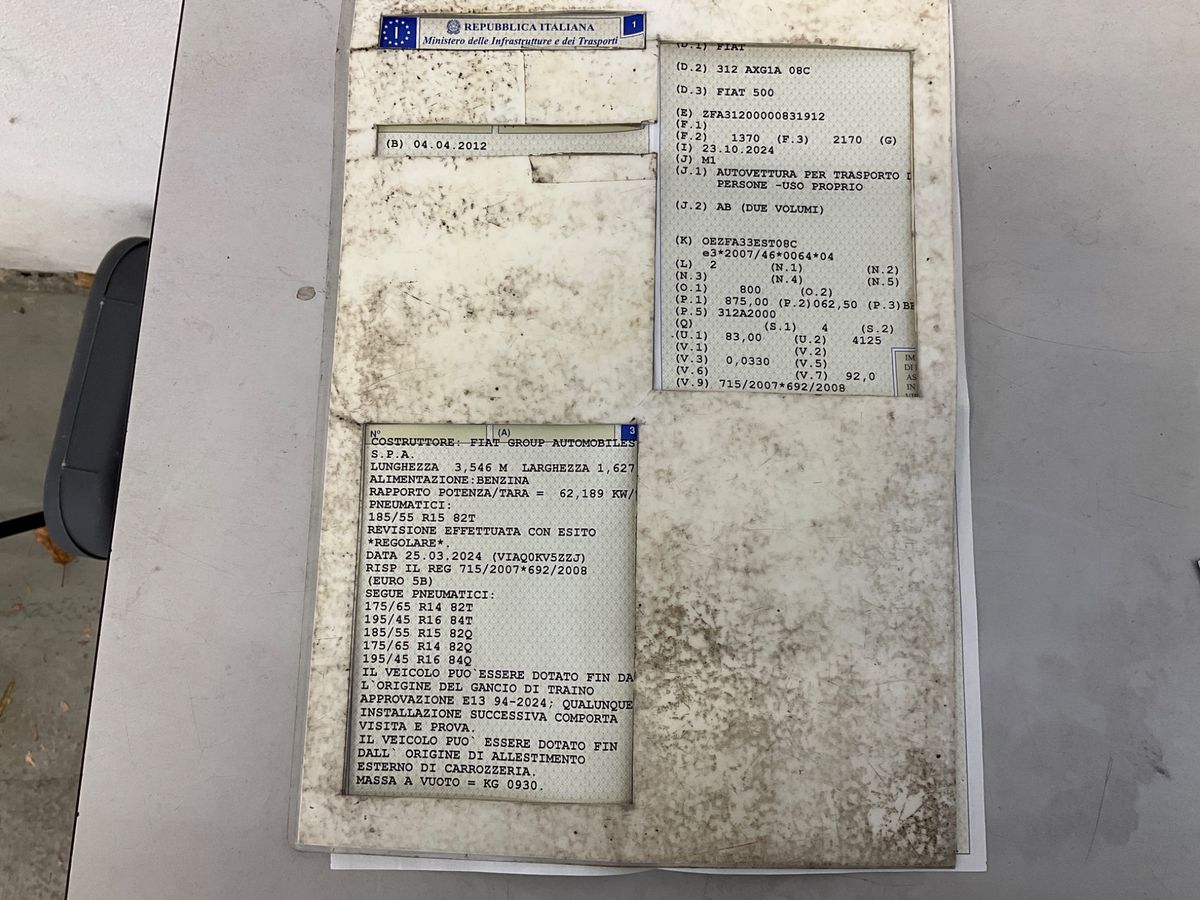 I
REPUBBLICA ITALIANA
Ministero delle Infrastrutture e dei Trasporti
1
(B) 04.04.2012
(D.1) FIAT
(D.2) 312 AXG1A 08C
(D.3) FIAT 500
(E) ZFA31200000831912
(F.1)
(F.2) 1370 (F.3) 2170 (G)
(I) 23.10.2024
(J) M1
(J.1) AUTOVETTURA PER TRASPORTO
PERSONE -USO PROPRIO
(J.2) AB (DUE VOLUMI)
(K) OEZFA33EST08C
e3*2007/46*0064*04
(L) 2 (N.1) (N.2)
(N.3) (N.4) (N.5)
(O.1) 800 (O.2)
(P.1) 875,00 (P.2)062,50 (P.3)BE
(P.5) 312A2000
(Q) (S.1) 4 (S.2)
(U.1) 83,00 (U.2) 4125
(V.1) (V.2)
(V.3) 0,0330 (V.5)
(V.6) (V.7) 92,0
(V.9) 715/2007*692/2008
IM
DI
AS
IN
N° (A) 3
COSTRUTTORE: FIAT GROUP AUTOMOBILES
S.P.A.
LUNGHEZZA 3,546 M LARGHEZZA 1,627
ALIMENTAZIONE:BENZINA
RAPPORTO POTENZA/TARA = 62,189 KW/
PNEUMATICI:
185/55 R15 82T
REVISIONE EFFETTUATA CON ESITO
*REGOLARE*.
DATA 25.03.2024 (VIAQ0KV5ZZJ)
RISP IL REG 715/2007*692/2008
(EURO 5B)
SEGUE PNEUMATICI:
175/65 R14 82T
195/45 R16 84T
185/55 R15 82Q
175/65 R14 82Q
195/45 R16 84Q
IL VEICOLO PUO`ESSERE DOTATO FIN DA
L`ORIGINE DEL GANCIO DI TRAINO
APPROVAZIONE E13 94-2024; QUALUNQUE
INSTALLAZIONE SUCCESSIVA COMPORTA
VISITA E PROVA.
IL VEICOLO PUO` ESSERE DOTATO FIN
DALL` ORIGINE DI ALLESTIMENTO
ESTERNO DI CARROZZERIA.
MASSA A VUOTO = KG 0930.